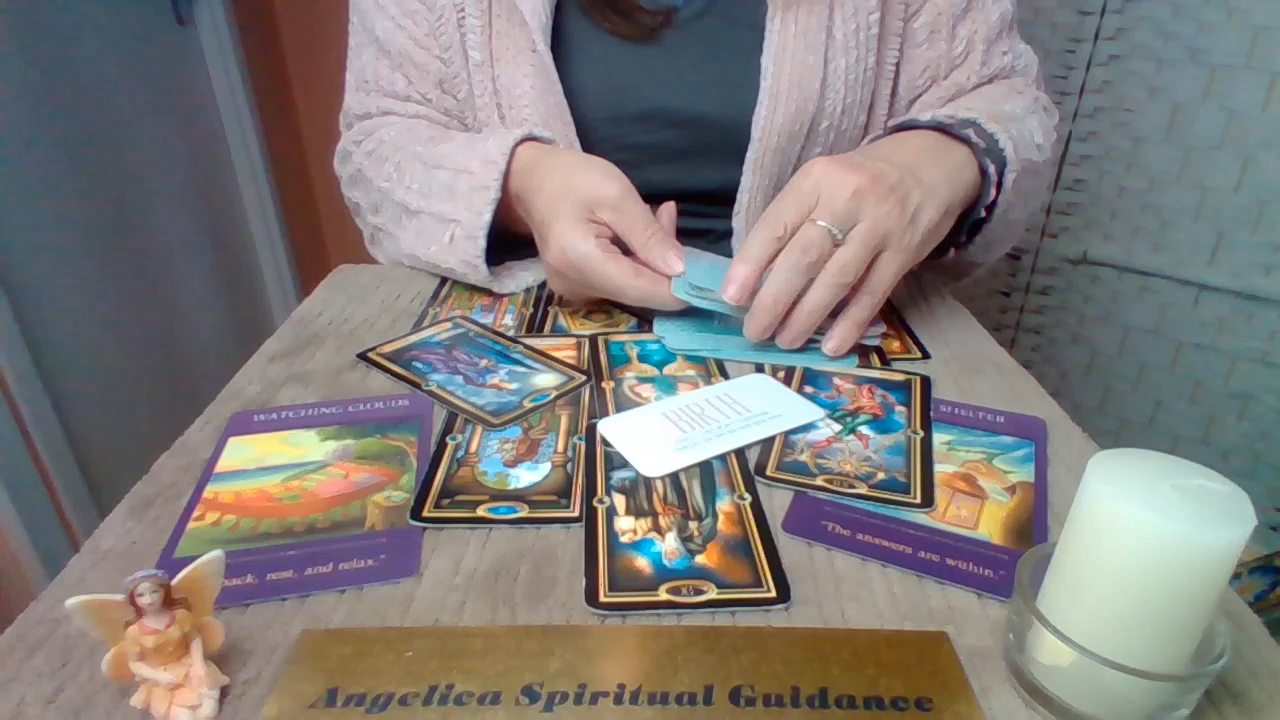 WATCHING CLOUDS
back, rest, and relax."
BIRTH
SHELTER
"The answers are within."
Angelica Spiritual Guidance